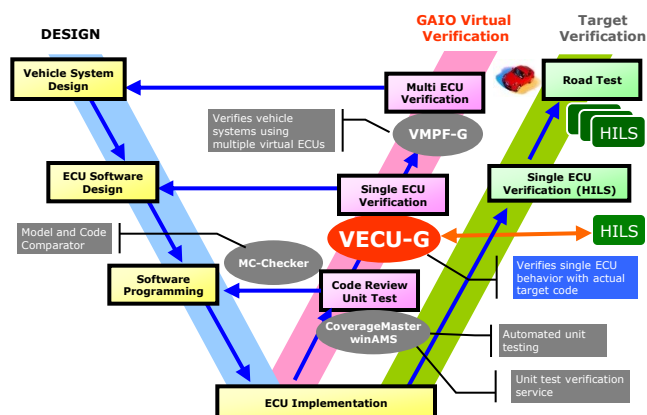 DESIGN
GAIO Virtual
Verification
Target
Verification
Vehicle System
Design
Multi ECU
Verification
Road Test
Verifies vehicle
systems using
multiple virtual ECUs
VMPF-G
HILS
ECU Software
Design
Single ECU
Verification
Single ECU
Verification (HILS)
Model and Code
Comparator
MC-Checker
VECU-G
HILS
Software
Programming
Code Review
Unit Test
Verifies single ECU
behavior with actual
target code
CoverageMaster
winAMS
Automated unit
testing
Unit test verification
service
ECU Implementation